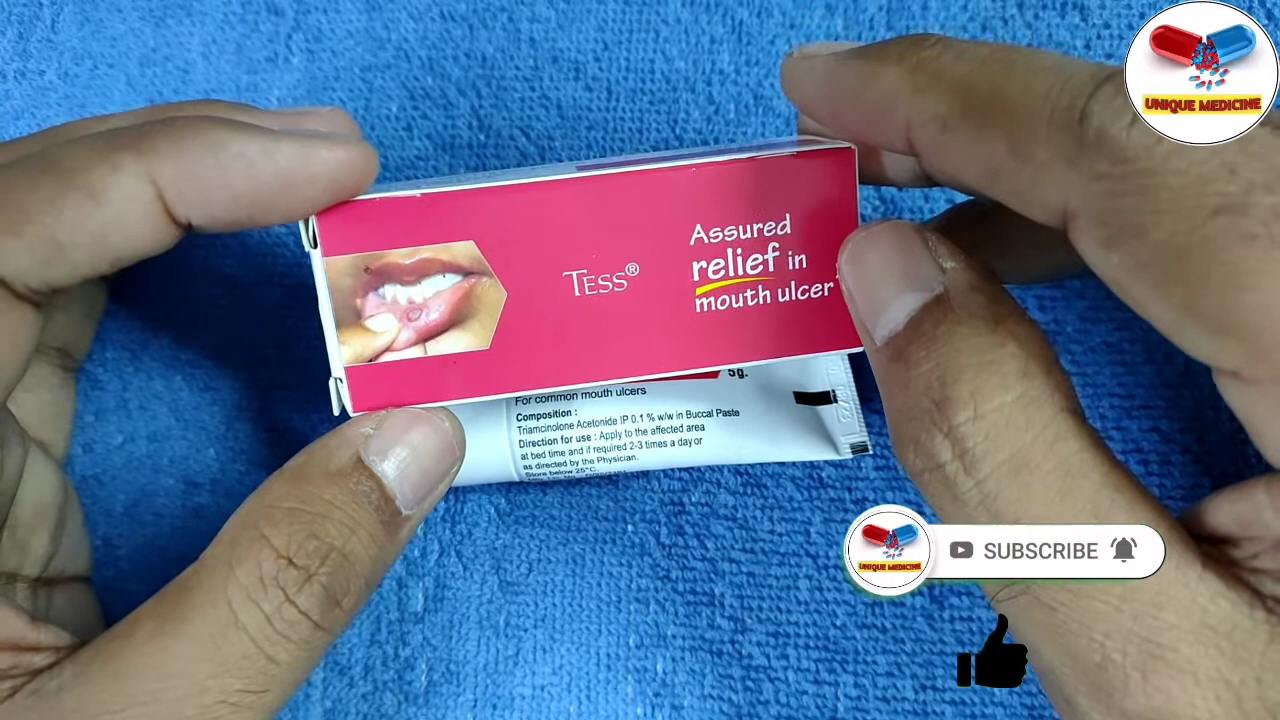 UNIQUE MEDICINE
Assured
relief in
mouth ulcer
TESS®
5g.
For common mouth ulcers
Composition :
Triamcinolone Acetonide IP 0.1 % w/w in Buccal Paste
Direction for use : Apply to the affected area
at bed time and if required 2-3 times a day or
as directed by the Physician.
Store below 25°C.
UNIQUE MEDICINE
SUBSCRIBE